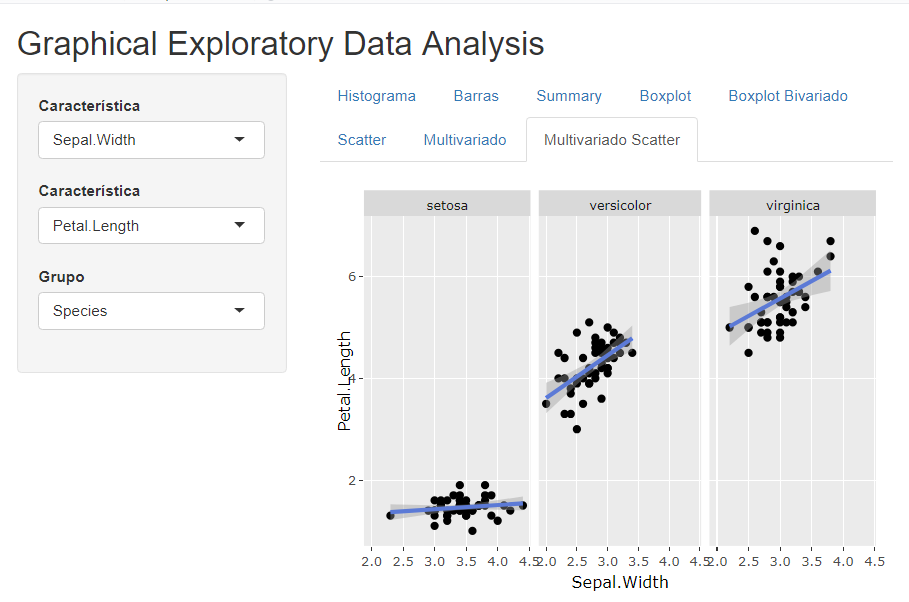 Graphical Exploratory Data Analysis
Característica
Sepal.Width
Característica
Petal.Length
Grupo
Species
Histograma Barras Summary Boxplot Boxplot Bivariado
Scatter Multivariado Multivariado Scatter
setosa versicolor virginica
6
4
2
Petal.Length
2.0 2.5 3.0 3.5 4.0 4.5 2.0 2.5 3.0 3.5 4.0 4.5 2.0 2.5 3.0 3.5 4.0 4.5
Sepal.Width